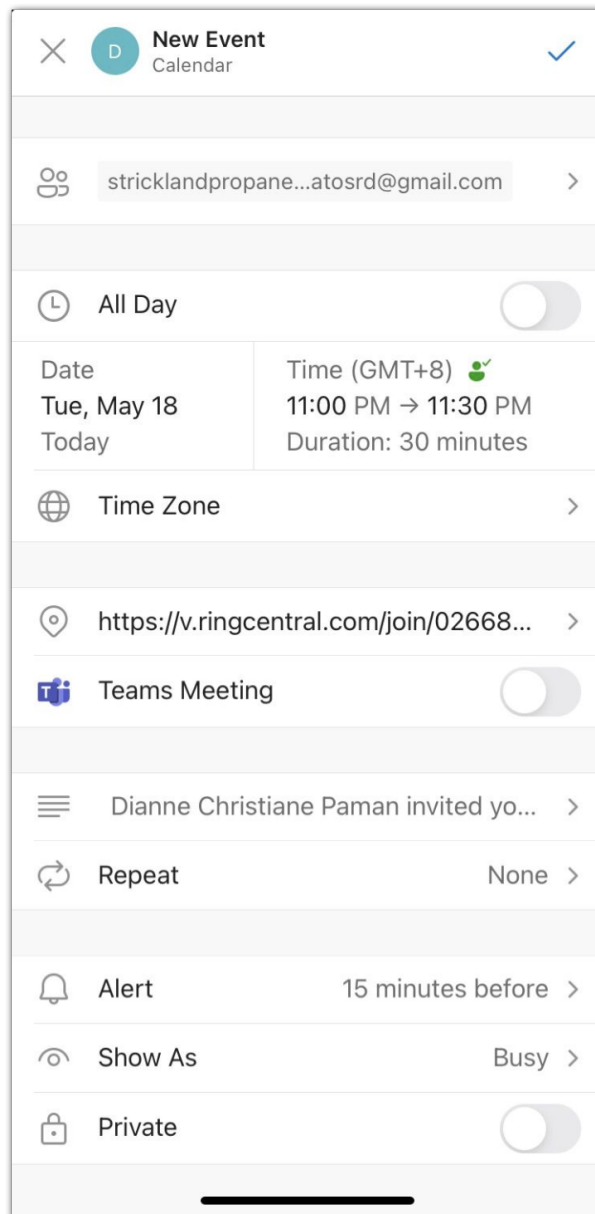 D
New Event
Calendar
stricklandpropane...atosrd@gmail.com
All Day
Date
Tue, May 18
Today
Time (GMT+8)
11:00 PM → 11:30 PM
Duration: 30 minutes
Time Zone
https://v.ringcentral.com/join/02668...
Teams Meeting
Dianne Christiane Paman invited yo...
Repeat
None
Alert
15 minutes before
Show As
Busy
Private